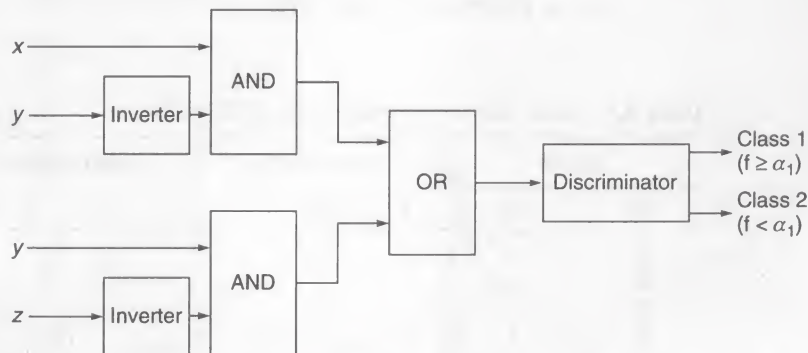 x
y
Inverter
AND
y
z
Inverter
AND
OR
Discriminator
Class 1
(f ≥ α₁)
Class 2
(f < α₁)